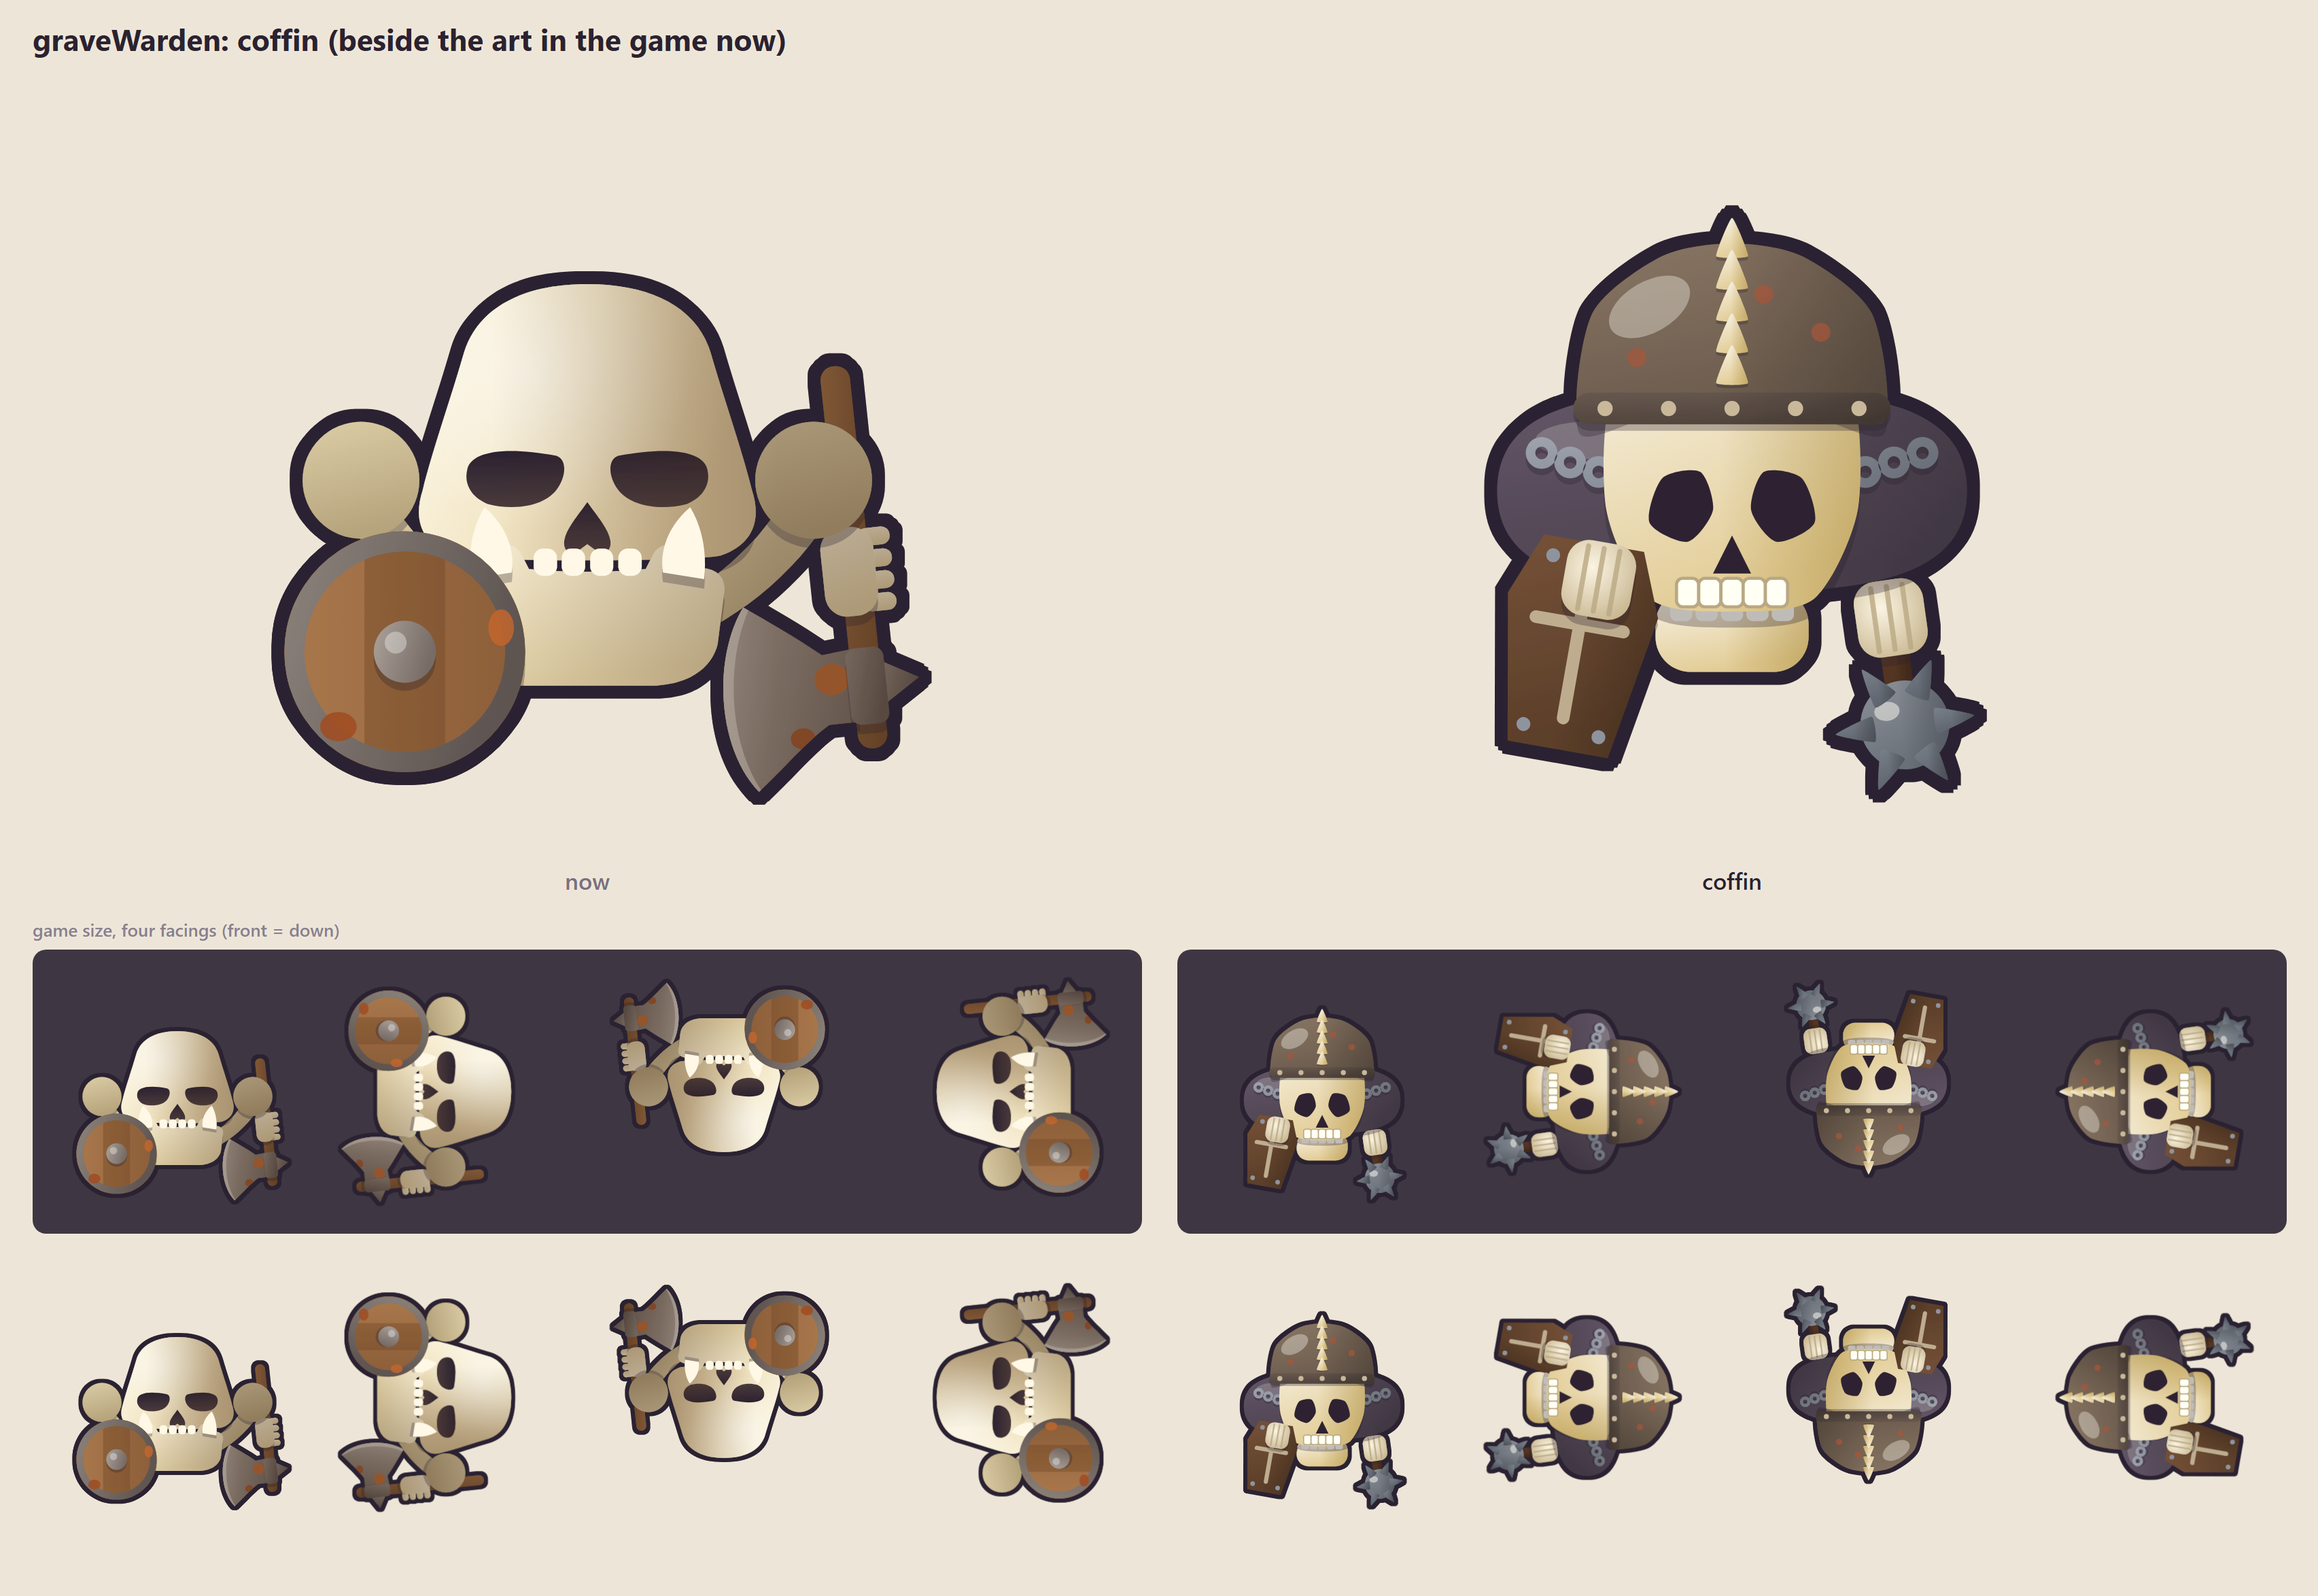 graveWarden: coffin (beside the art in the game now)
now
coffin
game size, four facings (front = down)